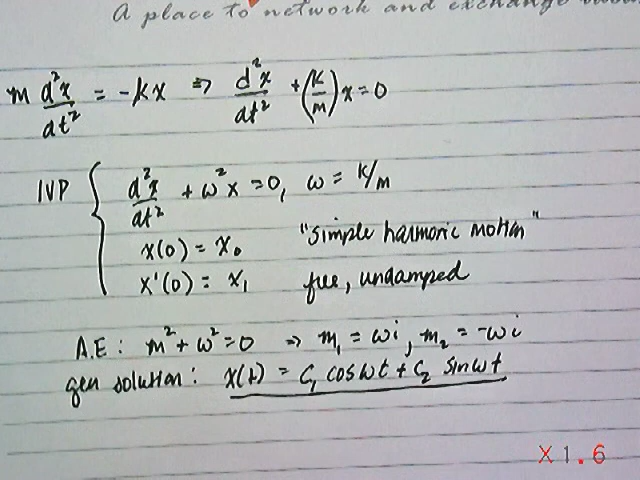 A place to network and exchange
m d²x/dt² = -kx ⇒ d²x/dt² + (k/m)x = 0
IVP { d²x/dt² + ω²x = 0, ω = k/m
x(0) = x₀ "simple harmonic motion"
x'(0) = x₁ free, undamped
A.E: m² + ω² = 0 ⇒ m₁ = ωi, m₂ = -ωi
gen solution: x(t) = C₁ cos ωt + C₂ sin ωt
X1.6